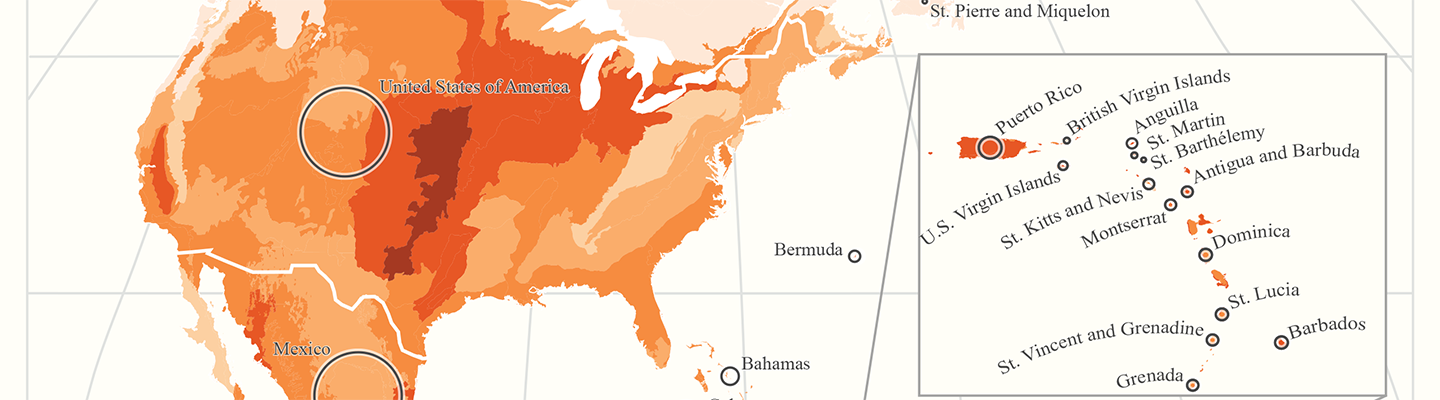 St. Pierre and Miquelon
United States of America
Puerto Rico
British Virgin Islands
Anguilla
St. Martin
St. Barthélemy
Antigua and Barbuda
U.S. Virgin Islands
St. Kitts and Nevis
Montserrat
Bermuda
Dominica
St. Lucia
St. Vincent and Grenadine
Barbados
Mexico
Bahamas
Grenada